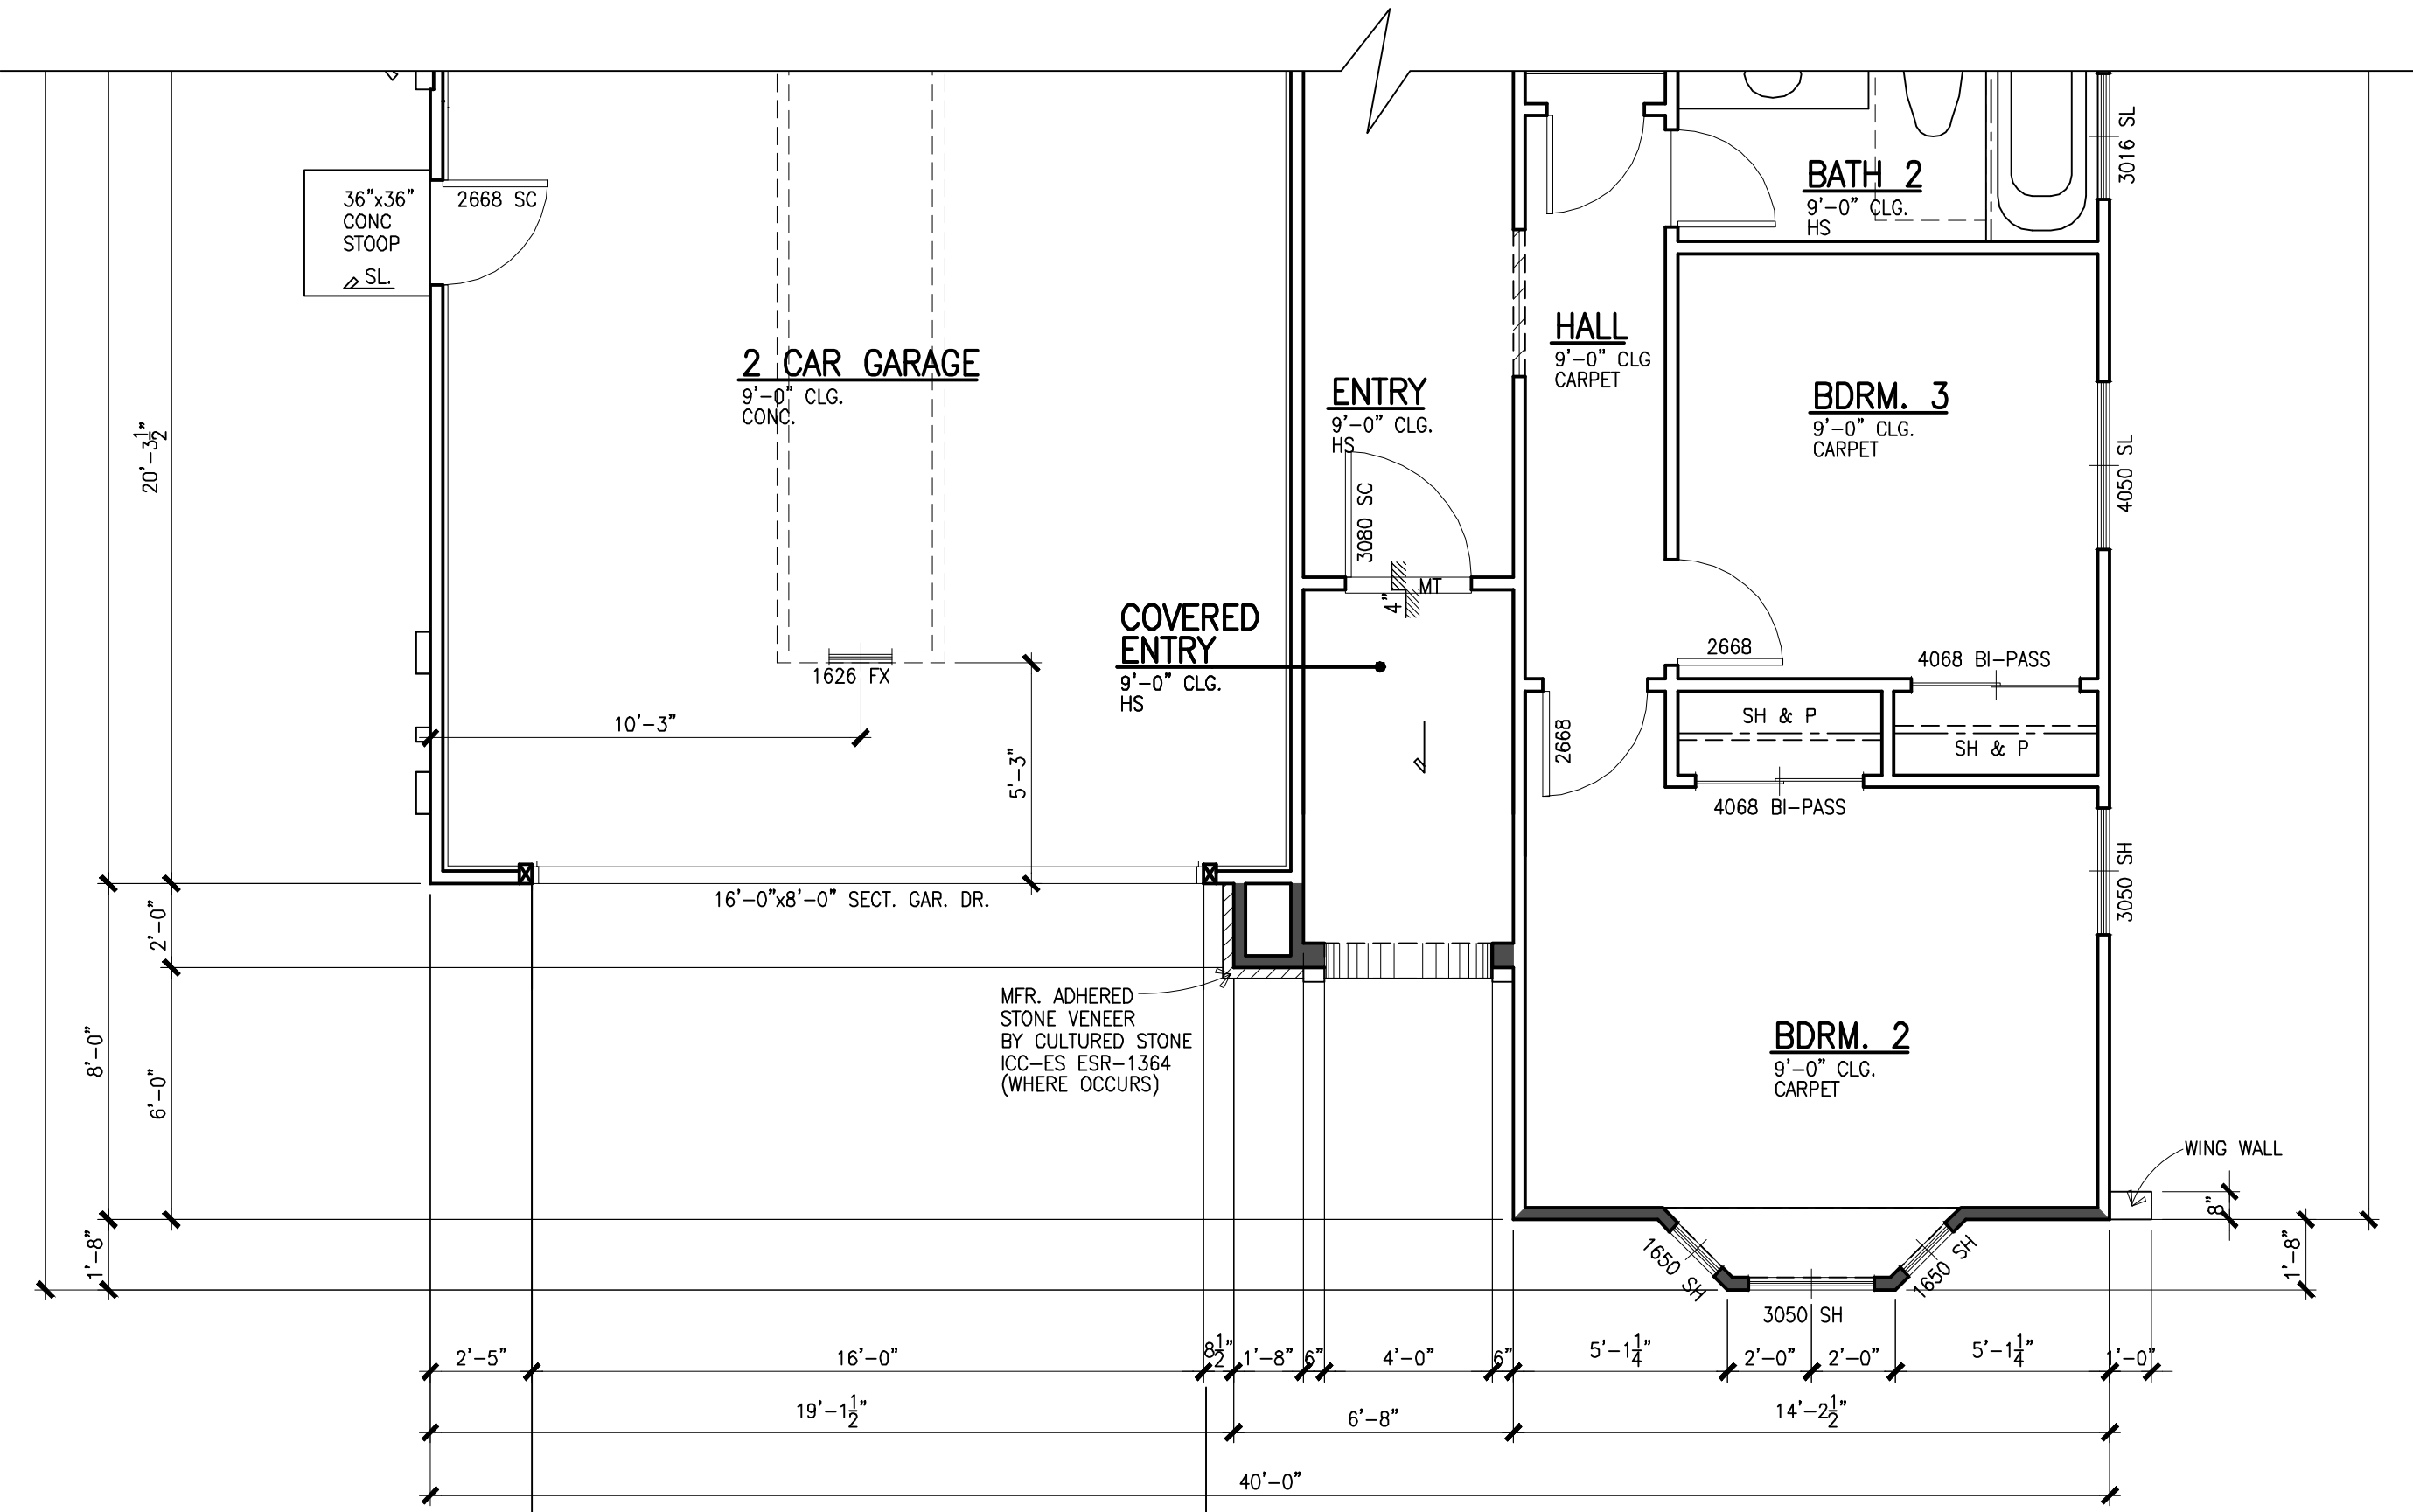 3016 SL
BATH 2
9'-0" CLG.
HS
36"x36"
CONC
STOOP
SL.
2668 SC
HALL
9'-0" CLG
CARPET
2 CAR GARAGE
9'-0" CLG.
CONC.
ENTRY
9'-0" CLG.
HS
BDRM. 3
9'-0" CLG.
CARPET
20'-3 1/2"
4050 SL
3080 SC
MT
4"
COVERED
ENTRY
9'-0" CLG.
HS
2668
4068 BI-PASS
1626 FX
10'-3"
5'-3"
2668
SH & P
SH & P
4068 BI-PASS
3050 SH
16'-0"x8'-0" SECT. GAR. DR.
2'-0"
MFR. ADHERED
STONE VENEER
BY CULTURED STONE
ICC-ES ESR-1364
(WHERE OCCURS)
8'-0"
6'-0"
BDRM. 2
9'-0" CLG.
CARPET
WING WALL
8"
1'-8"
1'-8"
1650 SH
1650 SH
3050 SH
2'-5"
16'-0"
8 1/2"
1'-8"
6"
4'-0"
6"
5'-1 1/4"
2'-0"
2'-0"
5'-1 1/4"
1'-0"
19'-1 1/2"
6'-8"
14'-2 1/2"
40'-0"